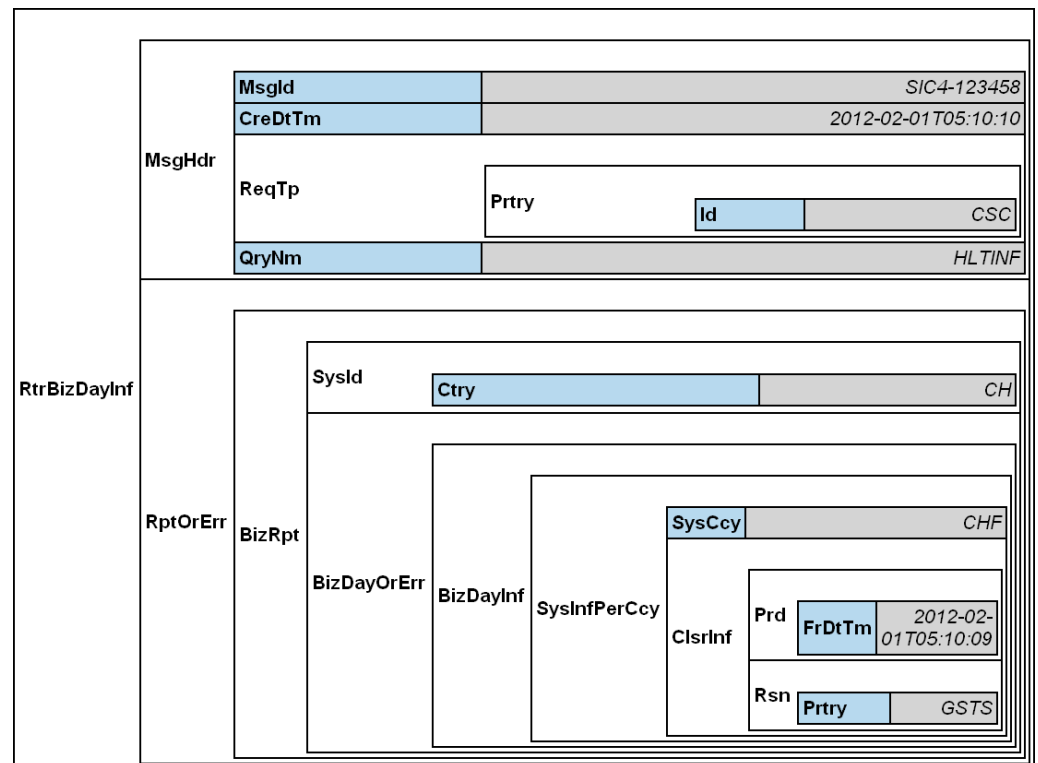 MsgId SIC4-123458
CreDtTm 2012-02-01T05:10:10
MsgHdr
ReqTp
Prtry
Id CSC
QryNm HLTINF
RtrBizDayInf
SysId
Ctry CH
RptOrErr
BizRpt
SysCcy CHF
BizDayOrErr
BizDayInf
SysInfPerCcy
ClsrInf
Prd
FrDtTm 2012-02-
01T05:10:09
Rsn
Prtry GSTS